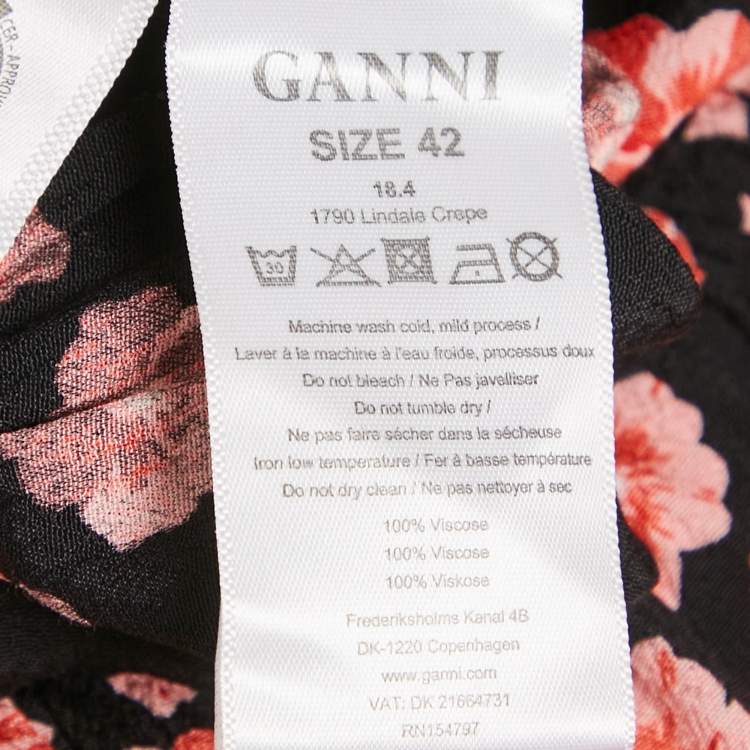 CER-APPROV
GANNI
SIZE 42
18.4
1790 Lindale Crepe
30
Machine wash cold, mild process /
Laver à la machine à l'eau froide, processus doux
Do not bleach / Ne Pas javelliser
Do not tumble dry /
Ne pas faire sécher dans la sécheuse
Iron low temperature / Fer à basse température
Do not dry clean / Ne pas nettoyer à sec
100% Viscose
100% Viscose
100% Viskose
Frederiksholms Kanal 4B
DK-1220 Copenhagen
www.ganni.com
VAT: DK 21664731
RN154797